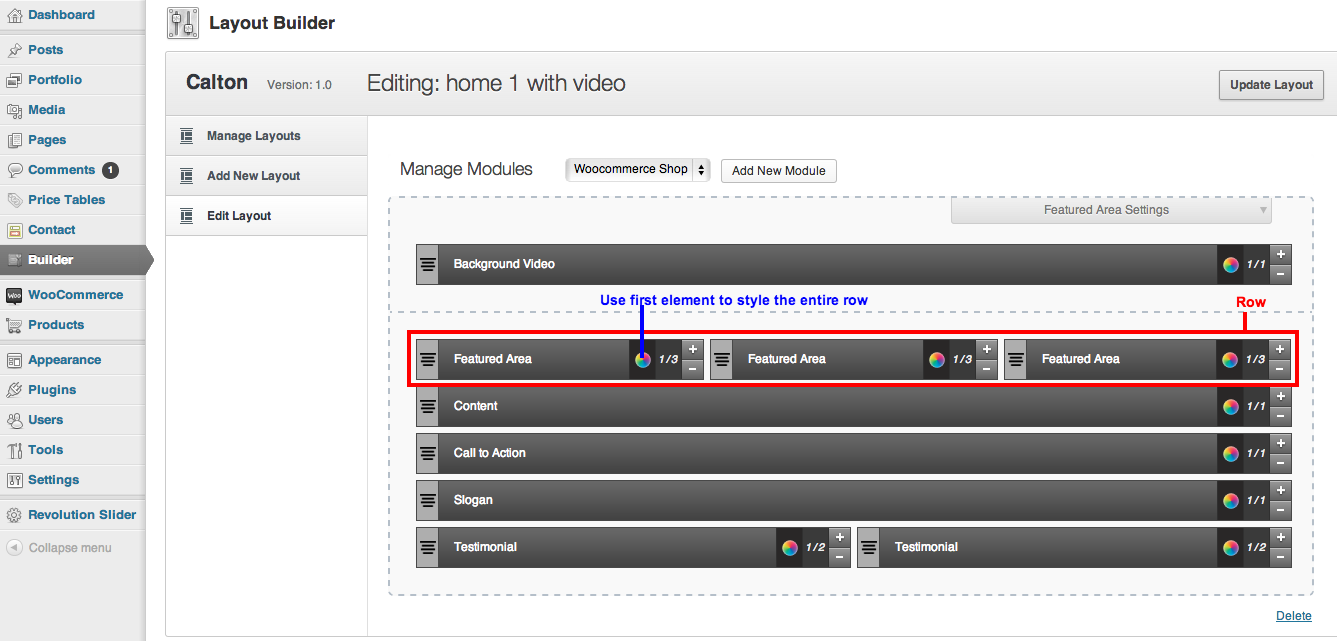 Dashboard
Posts
Portfolio
Media
Pages
Comments 1
Price Tables
Contact
Builder
WooCommerce
Products
Appearance
Plugins
Users
Tools
Settings
Revolution Slider
Collapse menu
Layout Builder
Calton Version: 1.0 Editing: home 1 with video Update Layout
Manage Layouts
Add New Layout
Edit Layout
Manage Modules Woocommerce Shop Add New Module
Featured Area Settings
Background Video 1/1 + −
Use first element to style the entire row Row
Featured Area 1/3 + − Featured Area 1/3 + − Featured Area 1/3 + −
Content 1/1 + −
Call to Action 1/1 + −
Slogan 1/1 + −
Testimonial 1/2 + − Testimonial 1/2 + −
Delete